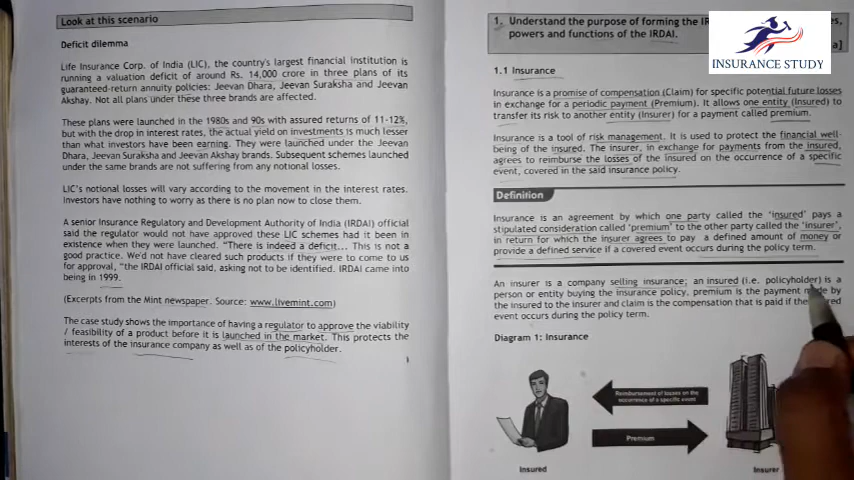 Look at this scenario
Deficit dilemma
Life Insurance Corp. of India (LIC), the country's largest financial institution is
running a valuation deficit of around Rs. 14,000 crore in three plans of its
guaranteed-return annuity policies: Jeevan Dhara, Jeevan Suraksha and Jeevan
Akshay. Not all plans under these three brands are affected.
These plans were launched in the 1980s and 90s with assured returns of 11-12%,
but with the drop in interest rates, the actual yield on investments is much lesser
than what investors have been earning. They were launched under the Jeevan
Dhara, Jeevan Suraksha and Jeevan Akshay brands. Subsequent schemes launched
under the same brands are not suffering from any notional losses.
LIC's notional losses will vary according to the movement in the interest rates.
Investors have nothing to worry as there is no plan now to close them.
A senior Insurance Regulatory and Development Authority of India (IRDAI) official
said the regulator would not have approved these LIC schemes had it been in
existence when they were launched. "There is indeed a deficit... This is not a
good practice. We'd not have cleared such products if they were to come to us
for approval, "the IRDAI official said, asking not to be identified. IRDAI came into
being in 1999.
(Excerpts from the Mint newspaper. Source: www.livemint.com)
The case study shows the importance of having a regulator to approve the viability
/ feasibility of a product before it is launched in the market. This protects the
interests of the insurance company as well as of the policyholder.
1. Understand the purpose of forming the es,
powers and functions of the IRDAI.
INSURANCE STUDY
1.1 Insurance
Insurance is a promise of compensation (Claim) for specific potential future losses
in exchange for a periodic payment (Premium). It allows one entity (Insured) to
transfer its risk to another entity (Insurer) for a payment called premium.
Insurance is a tool of risk management. It is used to protect the financial well-
being of the insured. The insurer, in exchange for payments from the insured,
agrees to reimburse the losses of the insured on the occurrence of a specific
event, covered in the said insurance policy.
Definition
Insurance is an agreement by which one party called the 'insured' pays a
stipulated consideration called 'premium' to the other party called the 'insurer',
in return for which the insurer agrees to pay a defined amount of money or
provide a defined service if a covered event occurs during the policy term.
An insurer is a company selling insurance; an insured (i.e. policyholder) is a
person or entity buying the insurance policy, premium is the payment by
the insured to the insurer and claim is the compensation that is paid if the
event occurs during the policy term.
Diagram 1: Insurance
Reimbursement of losses on the
occurrence of a specific event
Premium
Insured
Insurer